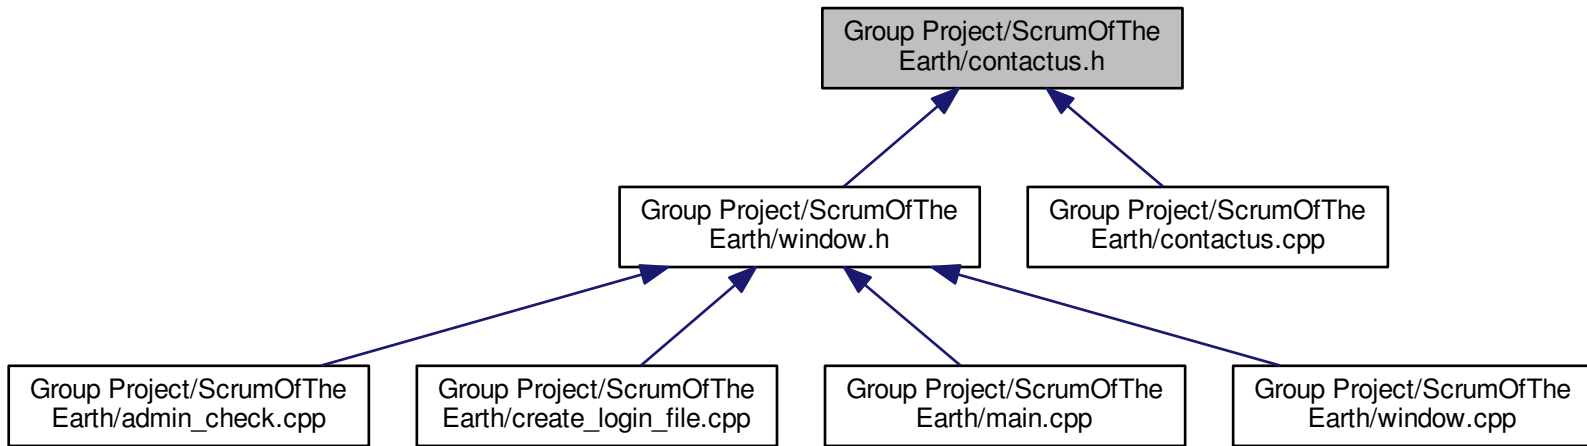 Group Project/ScrumOfThe
Earth/contactus.h
Group Project/ScrumOfThe
Earth/window.h
Group Project/ScrumOfThe
Earth/contactus.cpp
Group Project/ScrumOfThe
Earth/admin_check.cpp
Group Project/ScrumOfThe
Earth/create_login_file.cpp
Group Project/ScrumOfThe
Earth/main.cpp
Group Project/ScrumOfThe
Earth/window.cpp